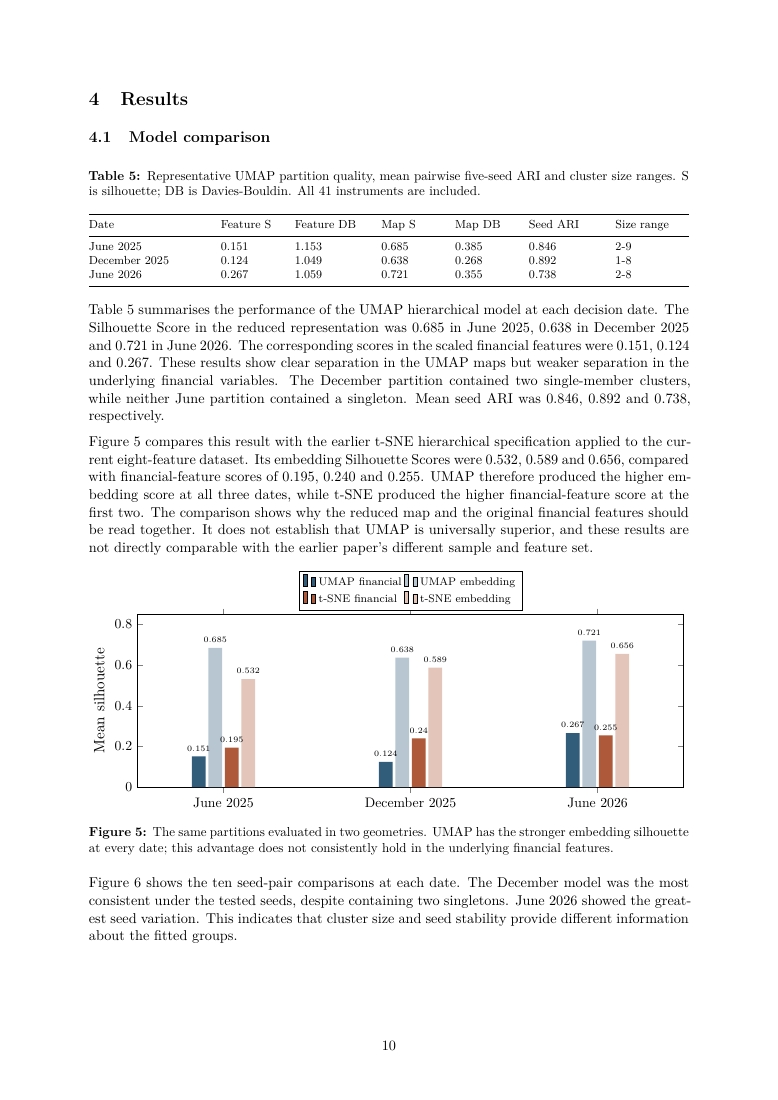 4 Results
4.1 Model comparison
Table 5: Representative UMAP partition quality, mean pairwise five-seed ARI and cluster size ranges. S
is silhouette; DB is Davies-Bouldin. All 41 instruments are included.
Date Feature S Feature DB Map S Map DB Seed ARI Size range
June 2025 0.151 1.153 0.685 0.385 0.846 2-9
December 2025 0.124 1.049 0.638 0.268 0.892 1-8
June 2026 0.267 1.059 0.721 0.355 0.738 2-8
Table 5 summarises the performance of the UMAP hierarchical model at each decision date. The
Silhouette Score in the reduced representation was 0.685 in June 2025, 0.638 in December 2025
and 0.721 in June 2026. The corresponding scores in the scaled financial features were 0.151, 0.124
and 0.267. These results show clear separation in the UMAP maps but weaker separation in the
underlying financial variables. The December partition contained two single-member clusters,
while neither June partition contained a singleton. Mean seed ARI was 0.846, 0.892 and 0.738,
respectively.
Figure 5 compares this result with the earlier t-SNE hierarchical specification applied to the cur-
rent eight-feature dataset. Its embedding Silhouette Scores were 0.532, 0.589 and 0.656, compared
with financial-feature scores of 0.195, 0.240 and 0.255. UMAP therefore produced the higher em-
bedding score at all three dates, while t-SNE produced the higher financial-feature score at the
first two. The comparison shows why the reduced map and the original financial features should
be read together. It does not establish that UMAP is universally superior, and these results are
not directly comparable with the earlier paper's different sample and feature set.
UMAP financial UMAP embedding
t-SNE financial t-SNE embedding
Mean silhouette
0.8
0.6
0.4
0.2
0
0.151 0.685 0.195 0.532
0.124 0.638 0.24 0.589
0.267 0.721 0.255 0.656
June 2025 December 2025 June 2026
Figure 5: The same partitions evaluated in two geometries. UMAP has the stronger embedding silhouette
at every date; this advantage does not consistently hold in the underlying financial features.
Figure 6 shows the ten seed-pair comparisons at each date. The December model was the most
consistent under the tested seeds, despite containing two singletons. June 2026 showed the great-
est seed variation. This indicates that cluster size and seed stability provide different information
about the fitted groups.
10